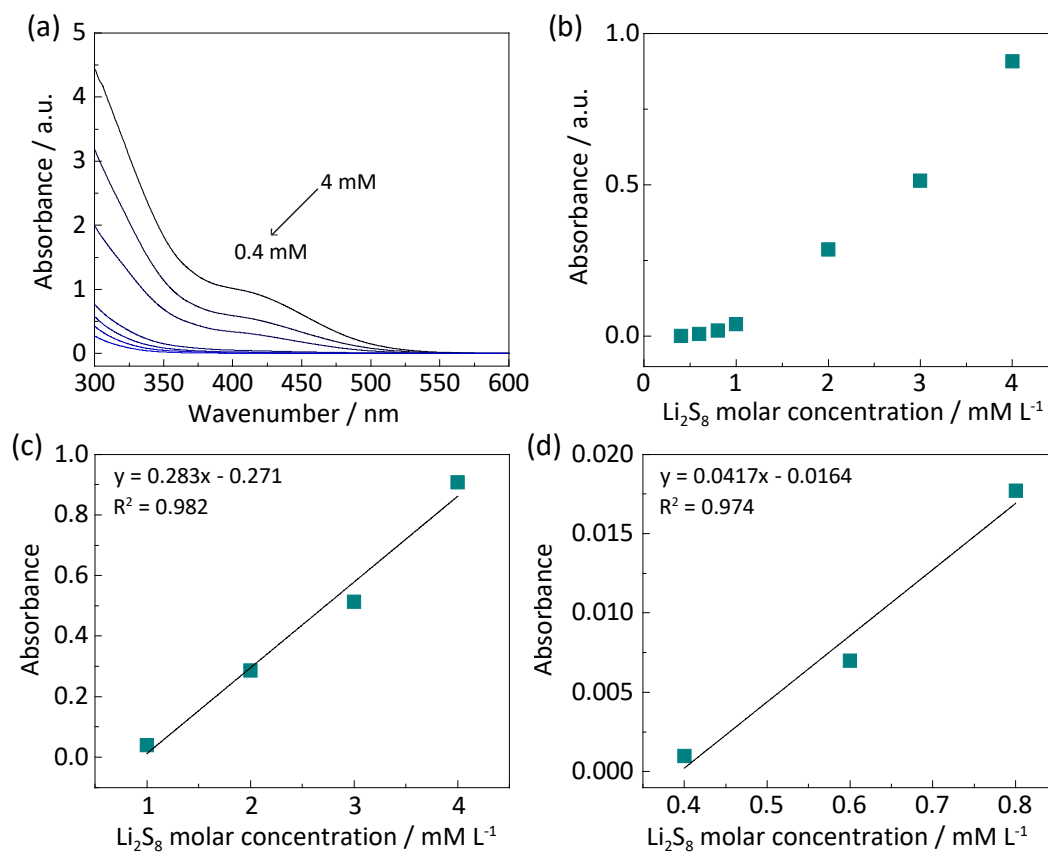 (a)
5
4
3
2
1
0
Absorbance / a.u.
4 mM
0.4 mM
300 350 400 450 500 550 600
Wavenumber / nm
(b)
1.0
0.5
0.0
Absorbance / a.u.
0 1 2 3 4
Li₂S₈ molar concentration / mM L⁻¹
(c)
y = 0.283x - 0.271
R² = 0.982
1.0
0.8
0.6
0.4
0.2
0.0
Absorbance
1 2 3 4
Li₂S₈ molar concentration / mM L⁻¹
(d)
y = 0.0417x - 0.0164
R² = 0.974
0.020
0.015
0.010
0.005
0.000
Absorbance
0.4 0.5 0.6 0.7 0.8
Li₂S₈ molar concentration / mM L⁻¹